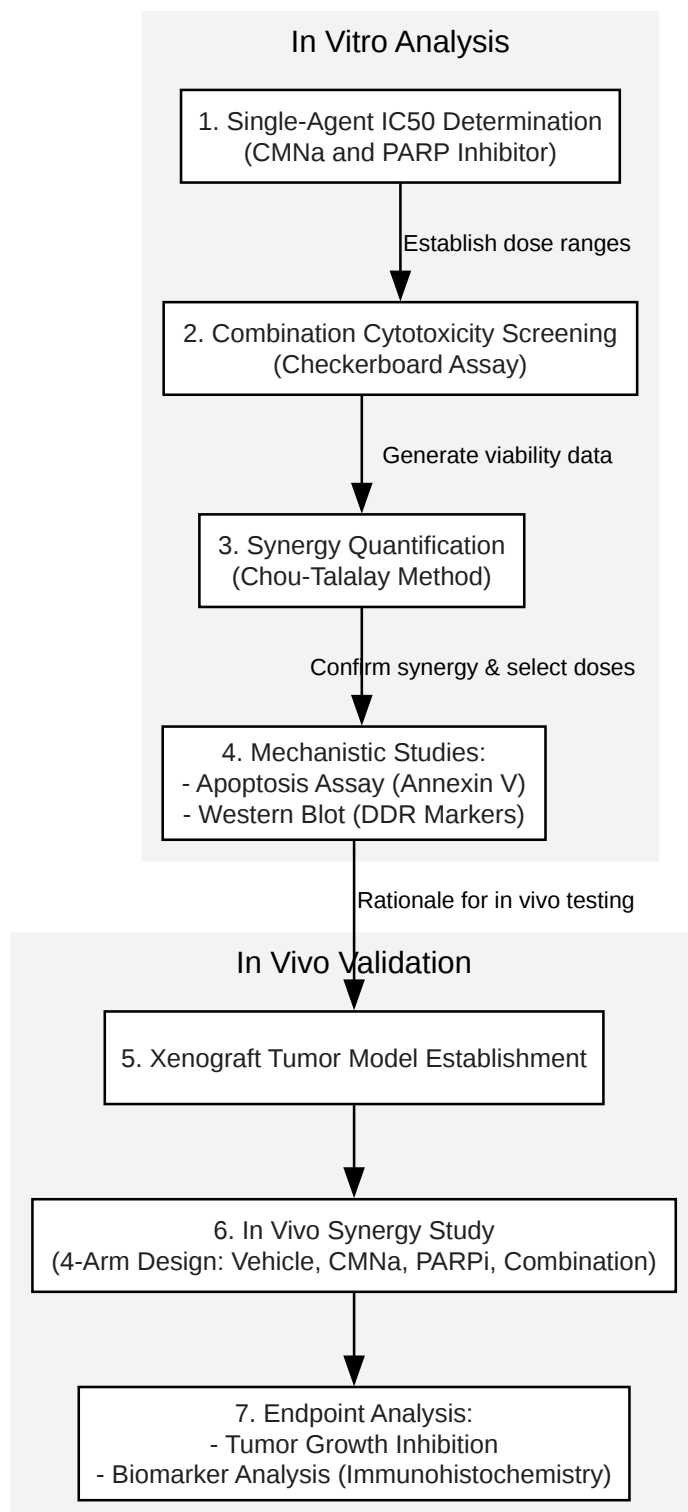 In Vitro Analysis
1. Single-Agent IC50 Determination
(CMNa and PARP Inhibitor)
Establish dose ranges
2. Combination Cytotoxicity Screening
(Checkerboard Assay)
Generate viability data
3. Synergy Quantification
(Chou-Talalay Method)
Confirm synergy & select doses
4. Mechanistic Studies:
- Apoptosis Assay (Annexin V)
- Western Blot (DDR Markers)
Rationale for in vivo testing
In Vivo Validation
5. Xenograft Tumor Model Establishment
6. In Vivo Synergy Study
(4-Arm Design: Vehicle, CMNa, PARPi, Combination)
7. Endpoint Analysis:
- Tumor Growth Inhibition
- Biomarker Analysis (Immunohistochemistry)